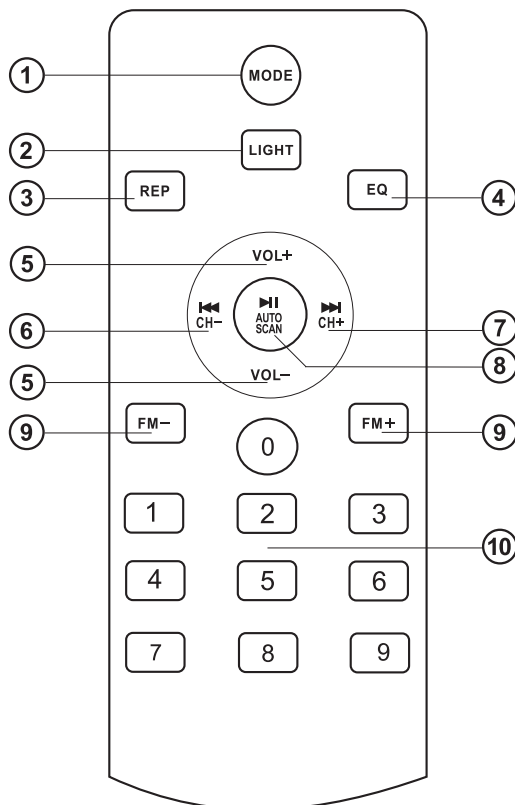 1 MODE
2 LIGHT
3 REP EQ 4
5 VOL+
6 CH− AUTO SCAN CH+ 7
8
5 VOL−
9 FM− FM+ 9
0
1 2 3
10
4 5 6
7 8 9